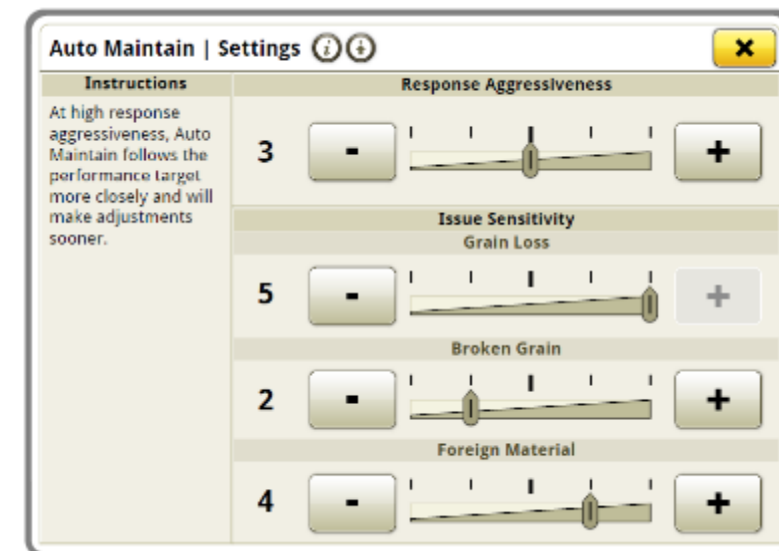 Auto Maintain | Settings
Instructions
At high response
aggressiveness, Auto
Maintain follows the
performance target
more closely and will
make adjustments
sooner.
Response Aggressiveness
3 - +
Issue Sensitivity
Grain Loss
5 - +
Broken Grain
2 - +
Foreign Material
4 - +